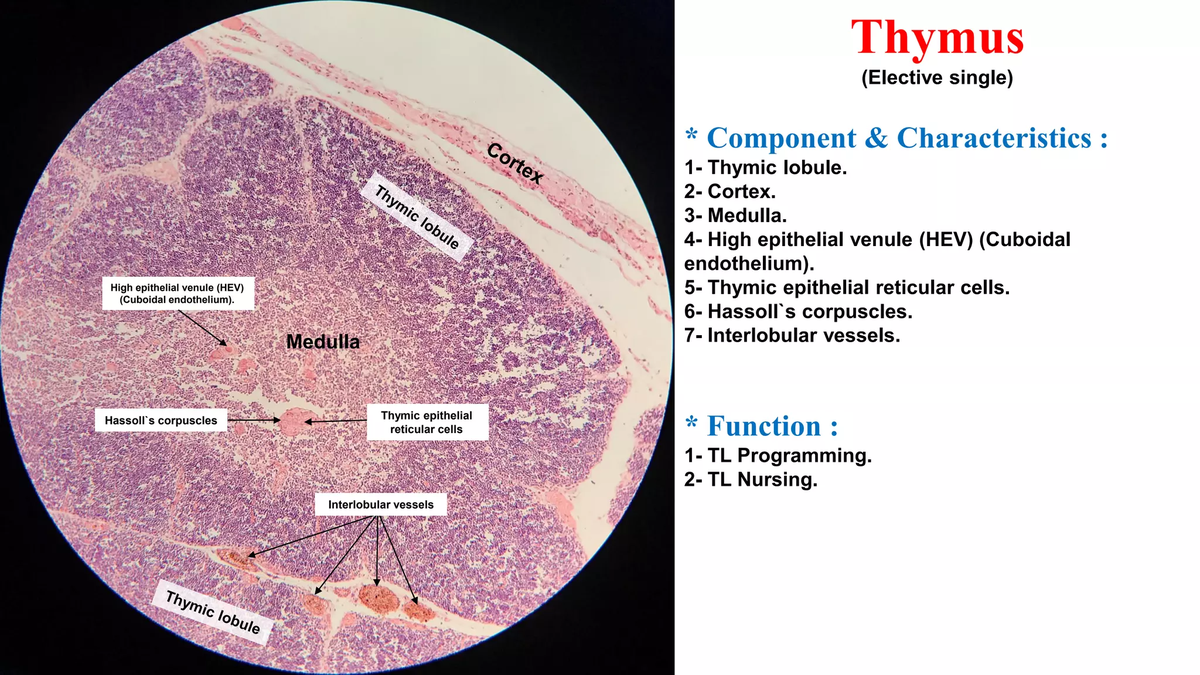 Thymus
(Elective single)
* Component & Characteristics :
1- Thymic lobule.
2- Cortex.
3- Medulla.
4- High epithelial venule (HEV) (Cuboidal
endothelium).
5- Thymic epithelial reticular cells.
6- Hassoll`s corpuscles.
7- Interlobular vessels.
* Function :
1- TL Programming.
2- TL Nursing.
Cortex
Thymic lobule
High epithelial venule (HEV)
(Cuboidal endothelium).
Medulla
Hassoll`s corpuscles
Thymic epithelial
reticular cells
Interlobular vessels
Thymic lobule